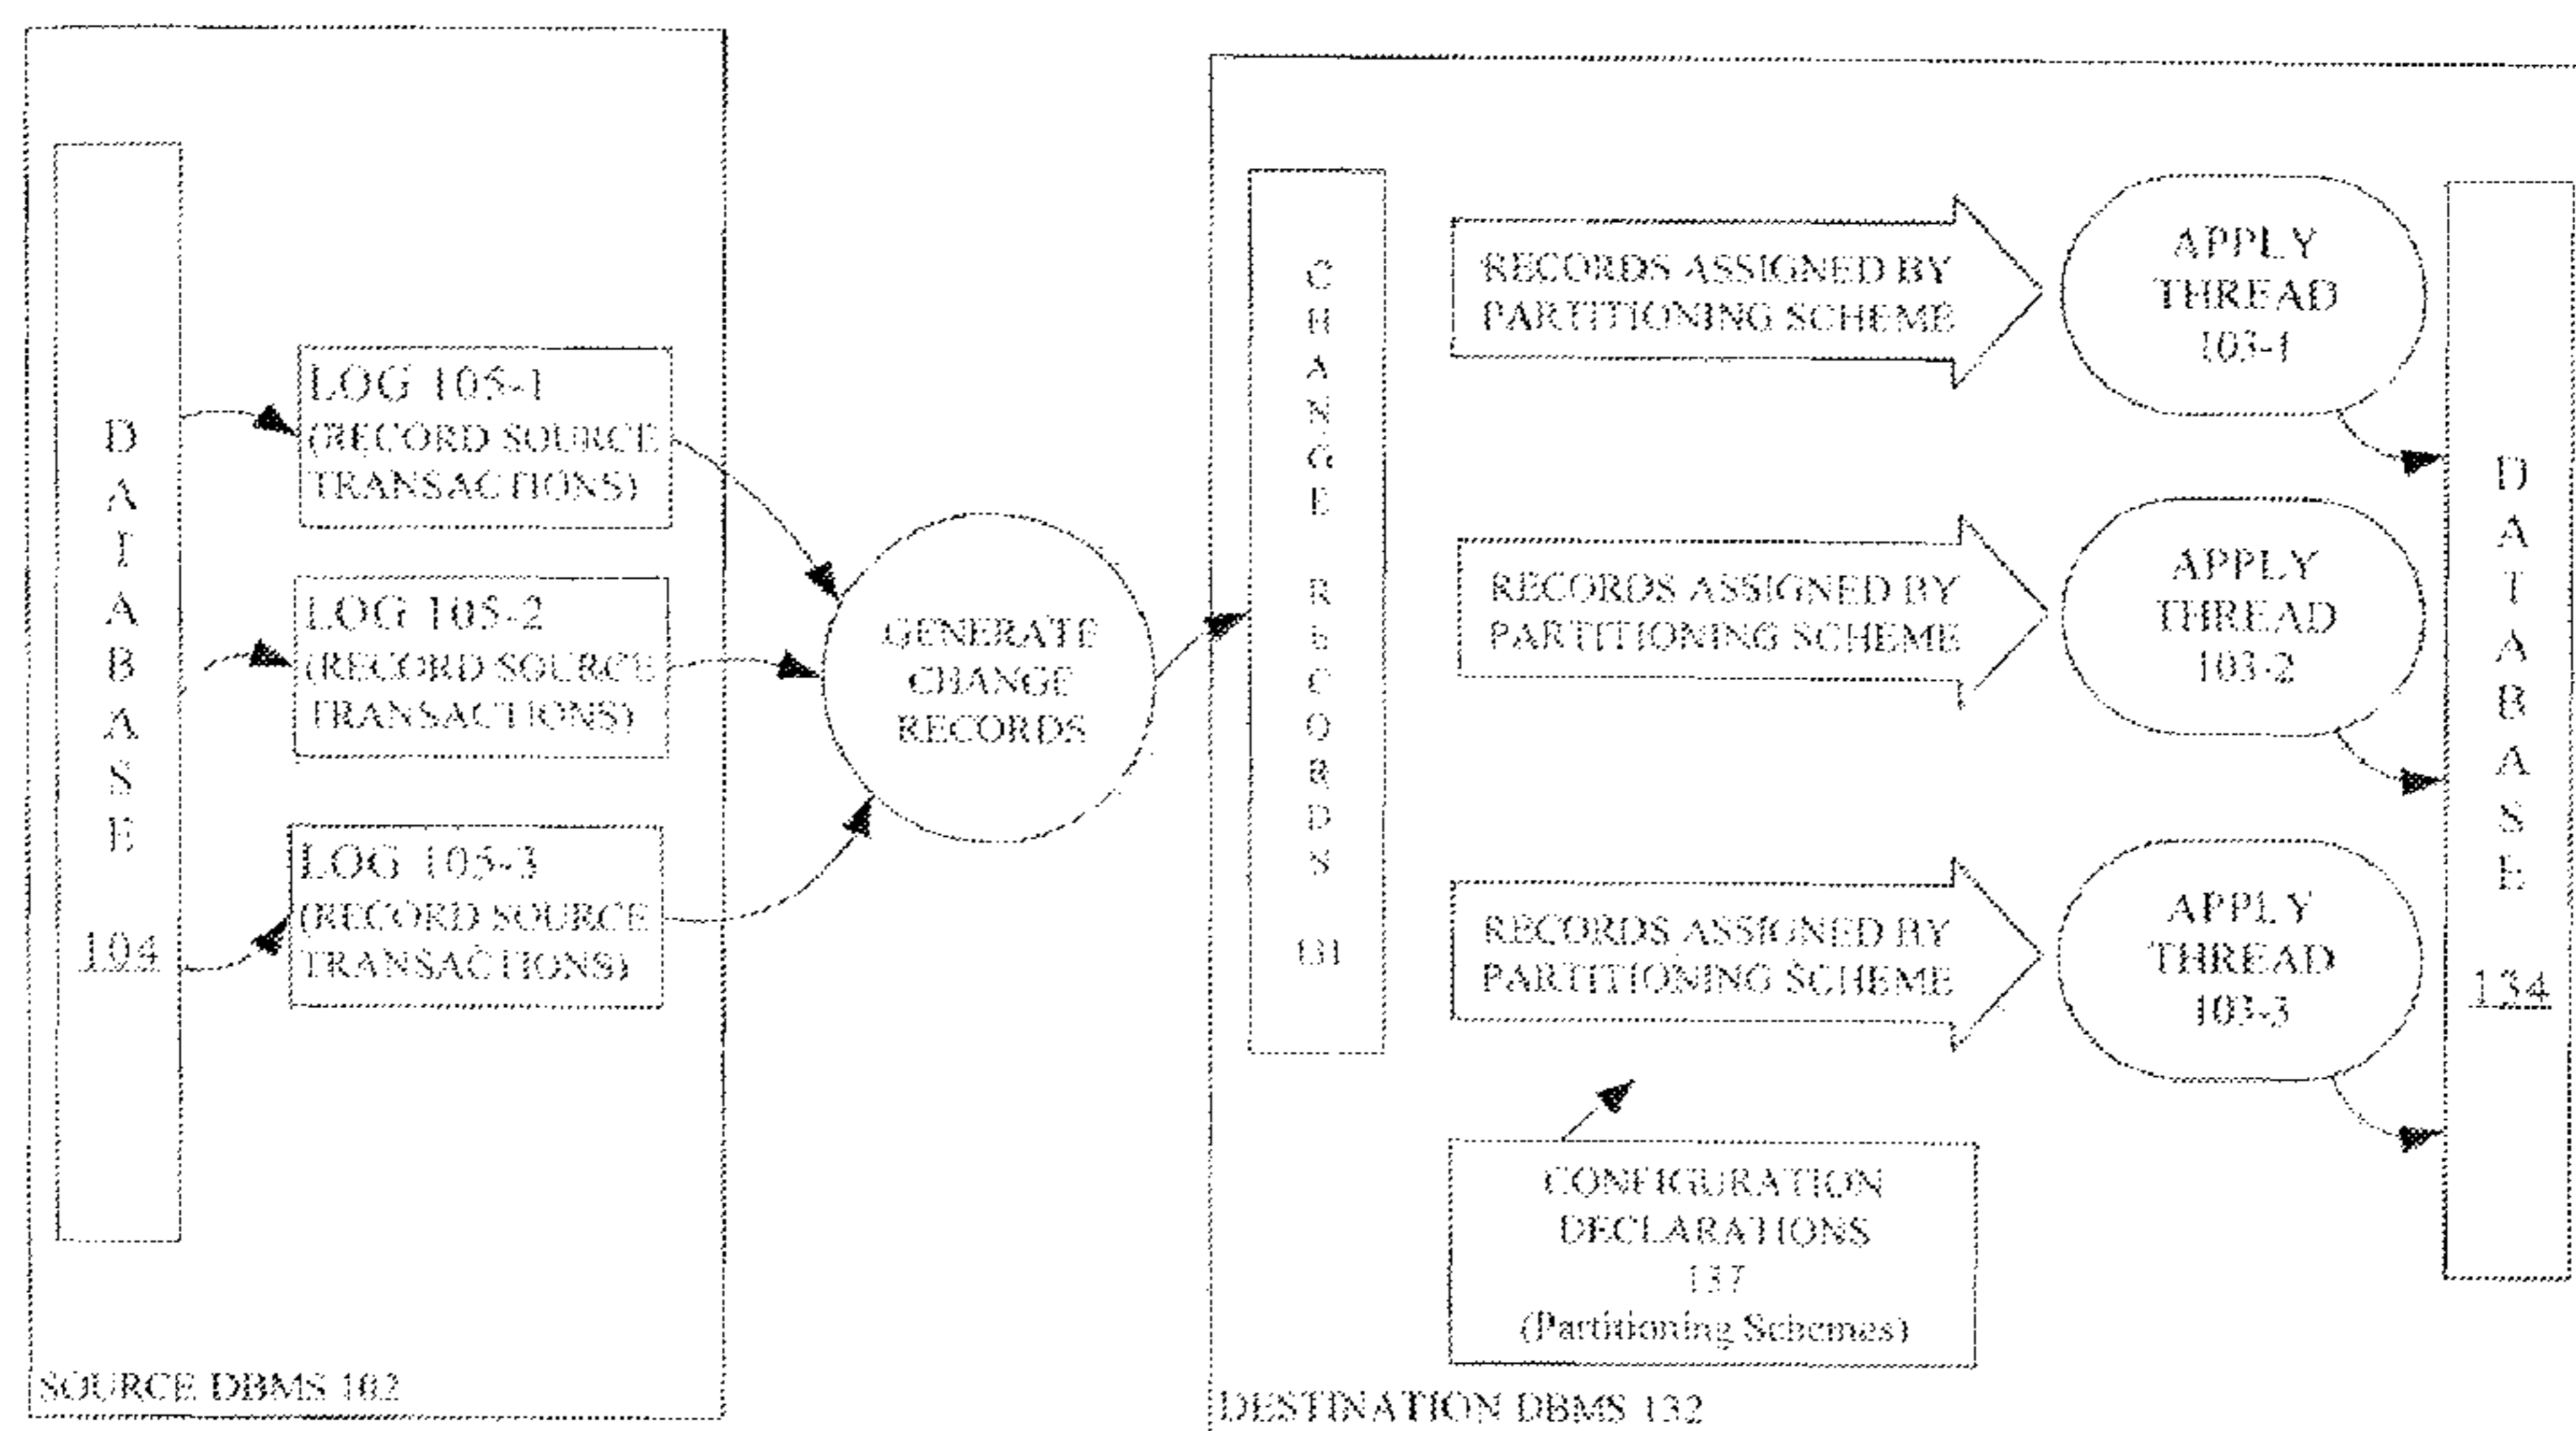 DATABASE
104
LOG 105-1
(RECORD SOURCE
TRANSACTIONS)
LOG 105-2
(RECORD SOURCE
TRANSACTIONS)
LOG 105-3
(RECORD SOURCE
TRANSACTIONS)
SOURCE DBMS 102
GENERATE
CHANGE
RECORDS
CHANGE RECORDS
131
RECORDS ASSIGNED BY
PARTITIONING SCHEME
APPLY
THREAD
103-1
RECORDS ASSIGNED BY
PARTITIONING SCHEME
APPLY
THREAD
103-2
RECORDS ASSIGNED BY
PARTITIONING SCHEME
APPLY
THREAD
103-3
CONFIGURATION
DECLARATIONS
137
(Partitioning Schemes)
DATABASE
134
DESTINATION DBMS 132